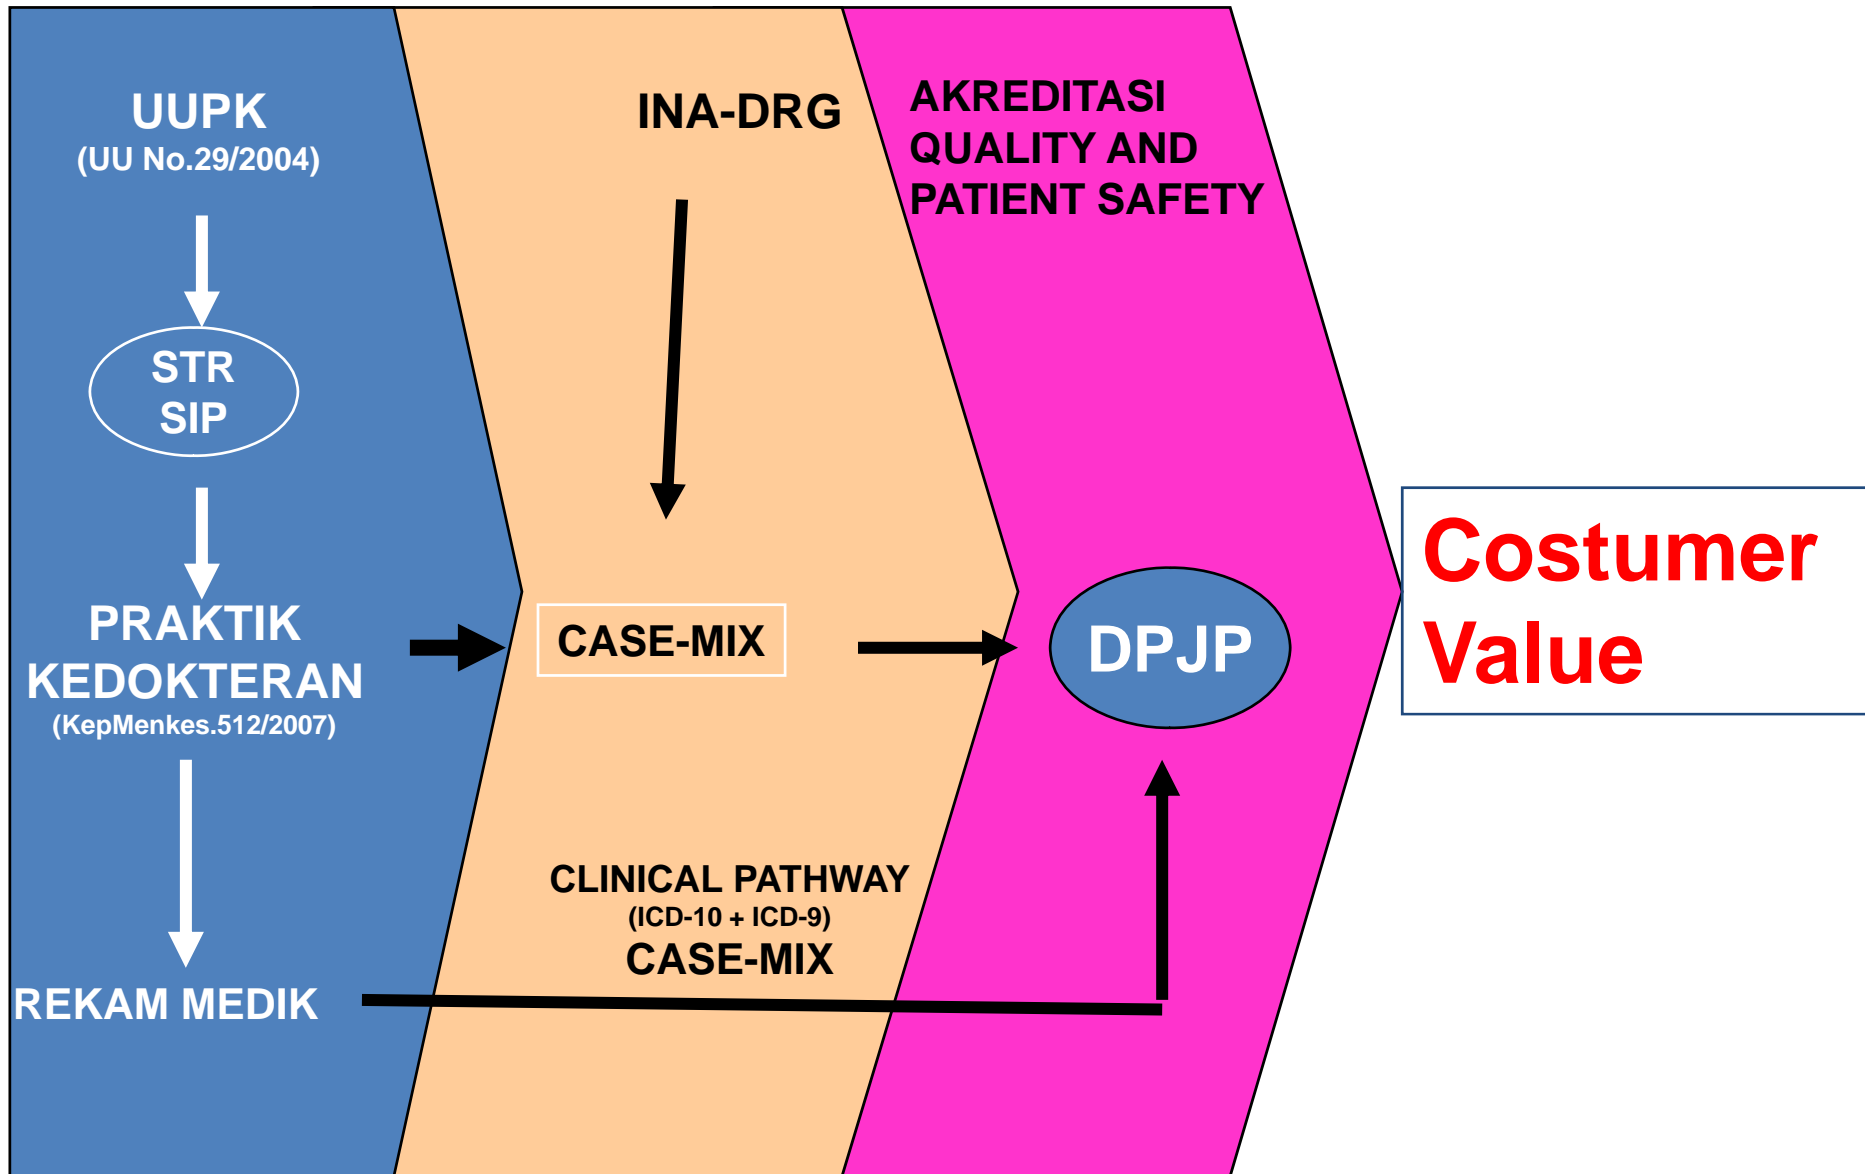 UUPK
(UU No.29/2004)
STR
SIP
PRAKTIK
KEDOKTERAN
(KepMenkes.512/2007)
REKAM MEDIK
INA-DRG
CASE-MIX
CLINICAL PATHWAY
(ICD-10 + ICD-9)
CASE-MIX
AKREDITASI
QUALITY AND
PATIENT SAFETY
DPJP
Costumer
Value